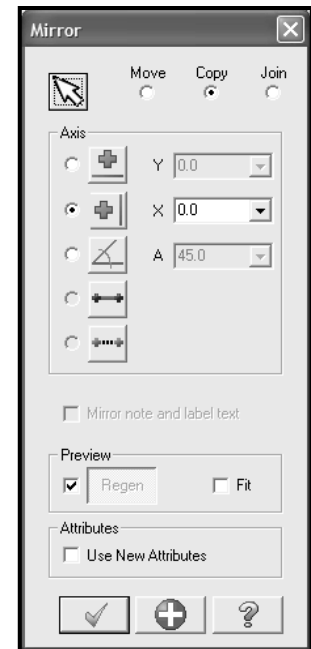 Mirror
Move Copy Join
Axis
Y 0.0
X 0.0
A 45.0
Mirror note and label text
Preview
Regen Fit
Attributes
Use New Attributes